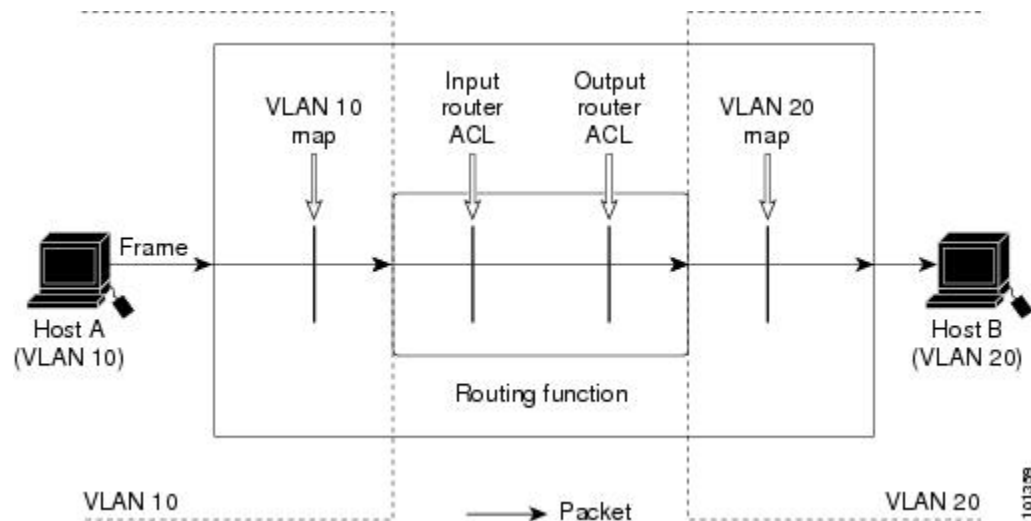 VLAN 10
map
Input
router
ACL
Output
router
ACL
VLAN 20
map
Frame
Host A
(VLAN 10)
Host B
(VLAN 20)
Routing function
VLAN 10
Packet
VLAN 20
101359